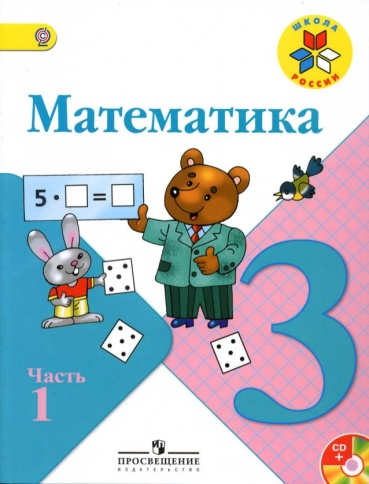 ШКОЛА
РОССИИ
Математика
5 · □ = □
3
Часть
1
CD
+
ПРОСВЕЩЕНИЕ
ИЗДАТЕЛЬСТВО